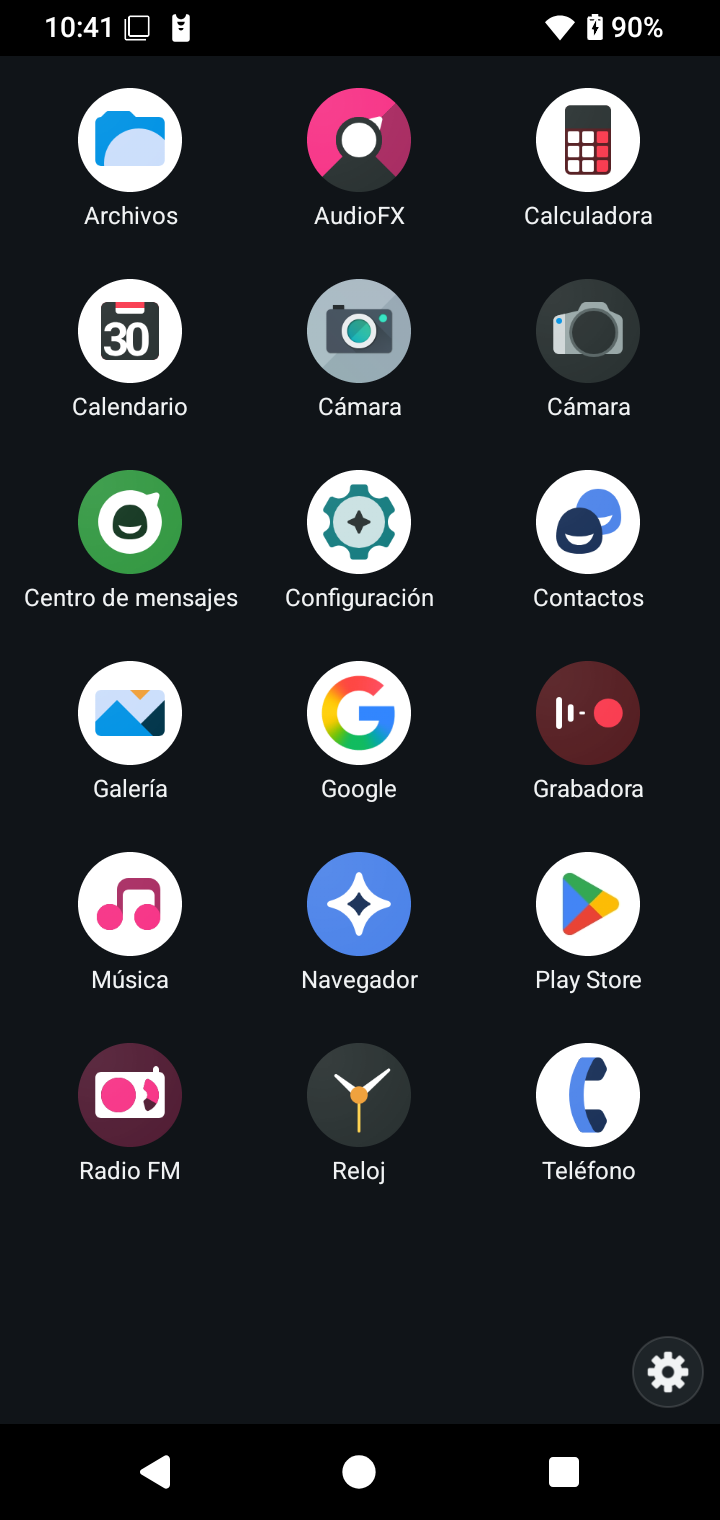 10:41 90%
Archivos AudioFX Calculadora
30
Calendario Cámara Cámara
Centro de mensajes Configuración Contactos
Galería Google Grabadora
Música Navegador Play Store
Radio FM Reloj Teléfono